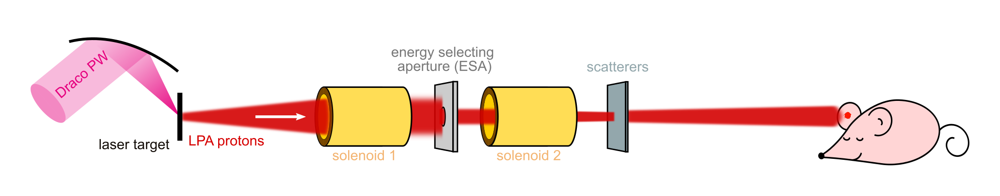 Draco PW
laser target
LPA protons
solenoid 1
energy selecting
aperture (ESA)
solenoid 2
scatterers